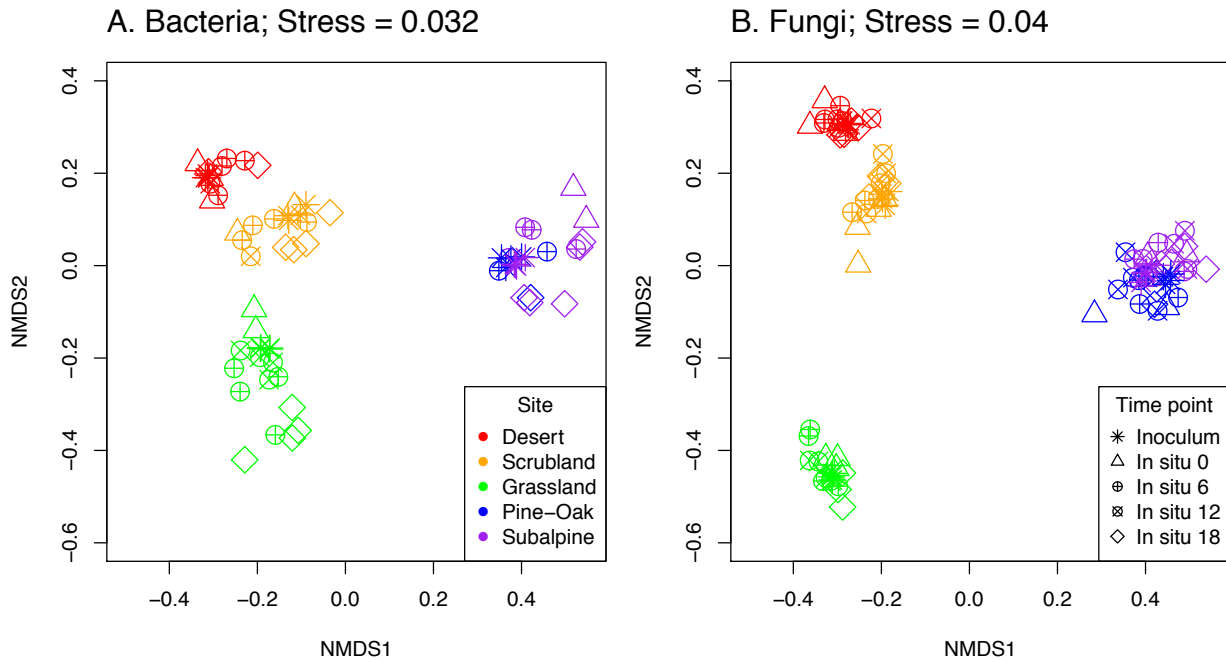 A. Bacteria; Stress = 0.032
NMDS2
0.4
0.2
0.0
−0.2
−0.4
−0.6
−0.4
−0.2
0.0
0.2
0.4
NMDS1
Site
Desert
Scrubland
Grassland
Pine−Oak
Subalpine
B. Fungi; Stress = 0.04
NMDS2
0.4
0.2
0.0
−0.2
−0.4
−0.6
−0.4
−0.2
0.0
0.2
0.4
NMDS1
Time point
Inoculum
In situ 0
In situ 6
In situ 12
In situ 18